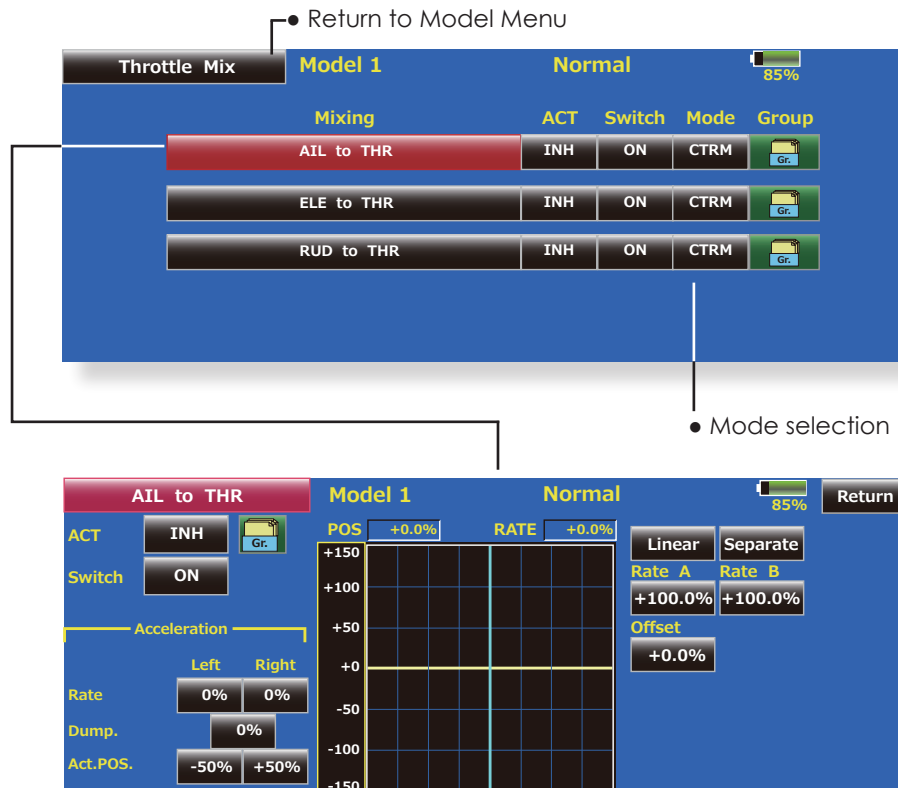 ● Return to Model Menu
Throttle Mix Model 1 Normal 85%
Mixing ACT Switch Mode Group
AIL to THR INH ON CTRM Gr.
ELE to THR INH ON CTRM Gr.
RUD to THR INH ON CTRM Gr.
● Mode selection
AIL to THR Model 1 Normal 85% Return
ACT INH Gr. POS +0.0% RATE +0.0%
Linear Separate
Switch ON
Rate A Rate B
+100.0% +100.0%
Offset
+0.0%
Acceleration
Left Right
Rate 0% 0%
Dump. 0%
Act.POS. -50% +50%
+150
+100
+50
+0
-50
-100
-150